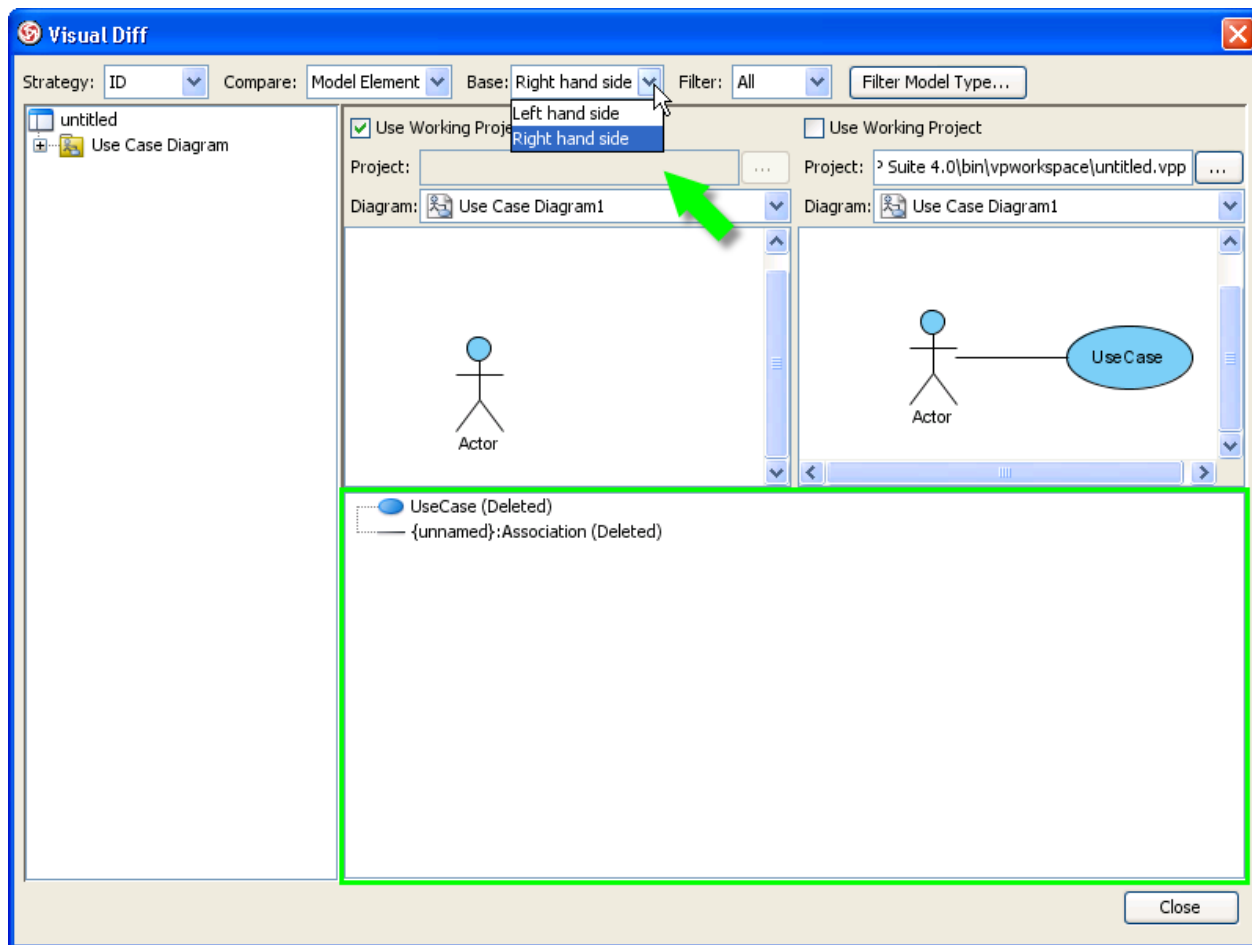 Visual Diff
Strategy: ID Compare: Model Element Base: Right hand side Filter: All Filter Model Type...
Left hand side
Right hand side
untitled
Use Case Diagram
Use Working Proje
Project: ...
Diagram: Use Case Diagram1
Actor
Use Working Project
Project: Suite 4.0\bin\vpworkspace\untitled.vpp ...
Diagram: Use Case Diagram1
UseCase
Actor
UseCase (Deleted)
{unnamed}:Association (Deleted)
Close